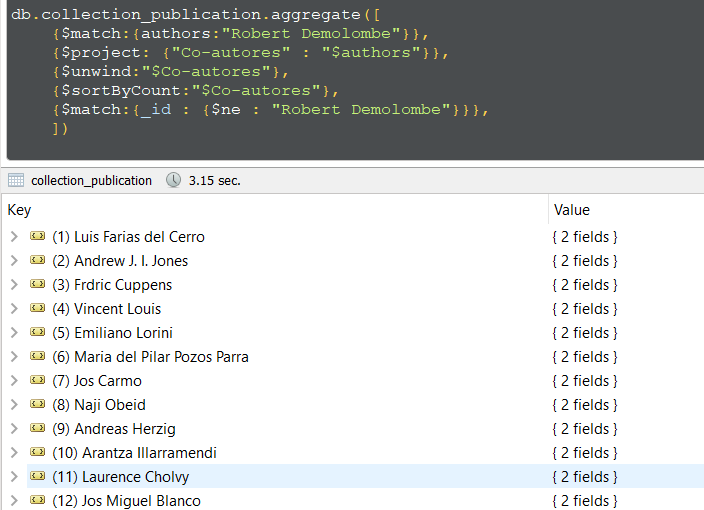 db.collection_publication.aggregate([
{$match:{authors:"Robert Demolombe"}},
{$project: {"Co-autores" : "$authors"}},
{$unwind:"$Co-autores"},
{$sortByCount:"$Co-autores"},
{$match:{_id : {$ne : "Robert Demolombe"}}},
])
collection_publication 3.15 sec.
Key Value
(1) Luis Farias del Cerro { 2 fields }
(2) Andrew J. I. Jones { 2 fields }
(3) Frdric Cuppens { 2 fields }
(4) Vincent Louis { 2 fields }
(5) Emiliano Lorini { 2 fields }
(6) Maria del Pilar Pozos Parra { 2 fields }
(7) Jos Carmo { 2 fields }
(8) Naji Obeid { 2 fields }
(9) Andreas Herzig { 2 fields }
(10) Arantza Illarramendi { 2 fields }
(11) Laurence Cholvy { 2 fields }
(12) Jos Miguel Blanco { 2 fields }